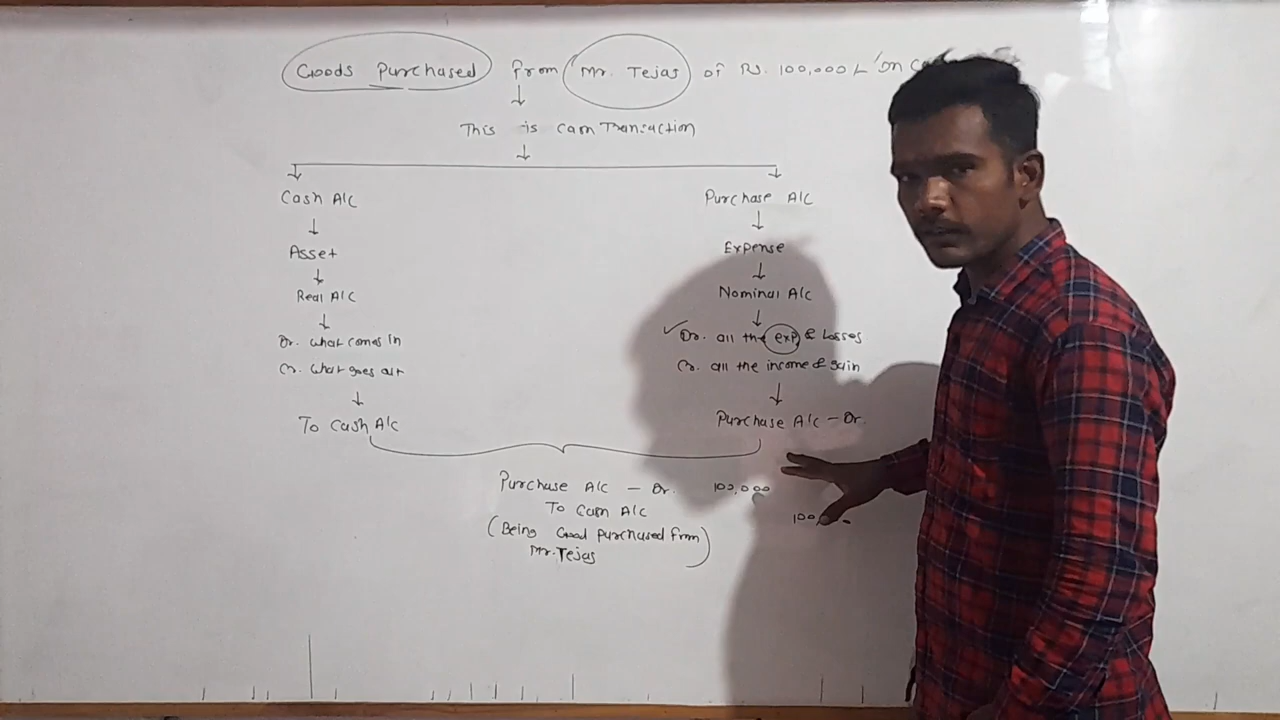 Goods Purchased from Mr. Tejas of Rs. 100,000/- on
This is Cash Transaction
Cash A/C
Purchase A/C
Asset
Expense
Real A/C
Nominal A/C
Dr. what comes in
Dr. all the exp & Losses
Cr. what goes out
Cr. all the income & gain
To Cash A/C
Purchase A/C - Dr.
Purchase A/C - Dr. 100,000
To Cash A/C
(Being Good purchased from
Mr. Tejas)